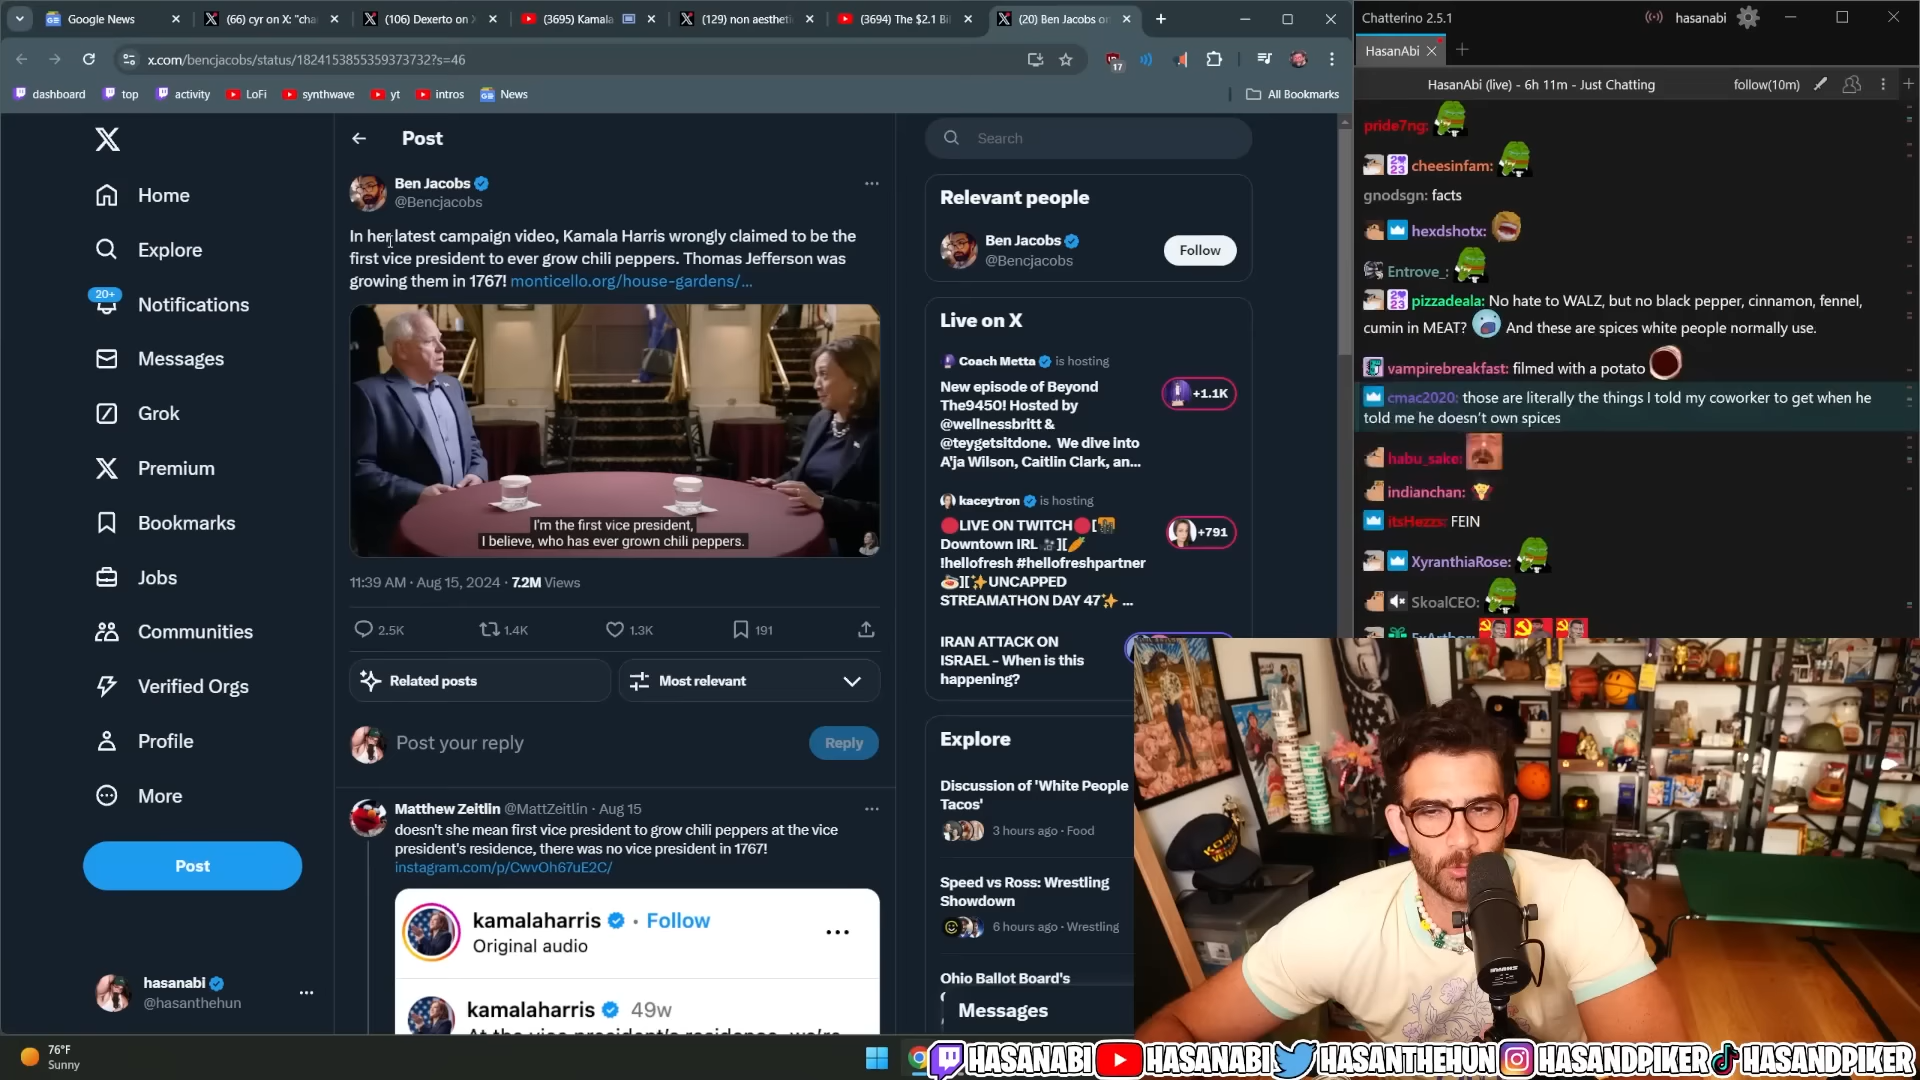 Google News
(66) cyr on X: "cha
(106) Dexerto on X
(3695) Kamala
(129) non aestheti
(3694) The $2.1 Bil
(20) Ben Jacobs on
x.com/bencjacobs/status/1824153855359373732?s=46
17
dashboard
top
activity
LoFi
synthwave
yt
intros
News
All Bookmarks
Home
Explore
20+
Notifications
Messages
Grok
Premium
Bookmarks
Jobs
Communities
Verified Orgs
Profile
More
Post
hasanabi
@hasanthehun
Post
Ben Jacobs
@Bencjacobs
In her latest campaign video, Kamala Harris wrongly claimed to be the
first vice president to ever grow chili peppers. Thomas Jefferson was
growing them in 1767! monticello.org/house-gardens/...
I'm the first vice president,
I believe, who has ever grown chili peppers.
11:39 AM · Aug 15, 2024 · 7.2M Views
2.5K
1.4K
1.3K
191
Related posts
Most relevant
Post your reply
Reply
Matthew Zeitlin @MattZeitlin · Aug 15
doesn't she mean first vice president to grow chili peppers at the vice
president's residence, there was no vice president in 1767!
instagram.com/p/CwvOh67uE2C/
kamalaharris · Follow
Original audio
kamalaharris 49w
At the vice president's residence, we're
Search
Relevant people
Ben Jacobs
@Bencjacobs
Follow
Live on X
Coach Metta is hosting
New episode of Beyond
The9450! Hosted by
@wellnessbritt &
@teygetsitdone. We dive into
A'ja Wilson, Caitlin Clark, an...
+1.1K
kaceytron is hosting
LIVE ON TWITCH [
Downtown IRL ][
!hellofresh #hellofreshpartner
][ UNCAPPED
STREAMATHON DAY 47 ...
+791
IRAN ATTACK ON
ISRAEL - When is this
happening?
Explore
Discussion of 'White People
Tacos'
3 hours ago · Food
Speed vs Ross: Wrestling
Showdown
6 hours ago · Wrestling
Ohio Ballot Board's
Messages
Chatterino 2.5.1
hasanabi
HasanAbi
HasanAbi (live) - 6h 11m - Just Chatting
follow(10m)
pride7ng:
cheesinfam:
gnodsgn: facts
hexdshotx:
Entrove_:
pizzadeala: No hate to WALZ, but no black pepper, cinnamon, fennel,
cumin in MEAT? And these are spices white people normally use.
vampirebreakfast: filmed with a potato
cmac2020: those are literally the things I told my coworker to get when he
told me he doesn't own spices
habu_sake:
indianchan:
itsHezzs: FEIN
XyranthiaRose:
SkoalCEO:
KOREA
VETERAN
76°F
Sunny
HASANABI
HASANABI
HASANTHEHUN
HASANDPIKER
HASANDPIKER